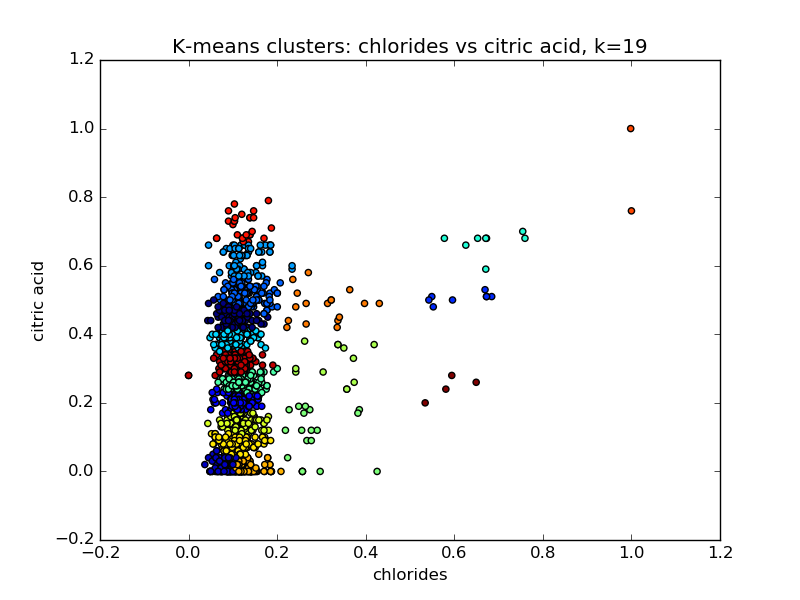 K-means clusters: chlorides vs citric acid, k=19
1.2
1.0
0.8
0.6
0.4
0.2
0.0
−0.2
citric acid
−0.2 0.0 0.2 0.4 0.6 0.8 1.0 1.2
chlorides